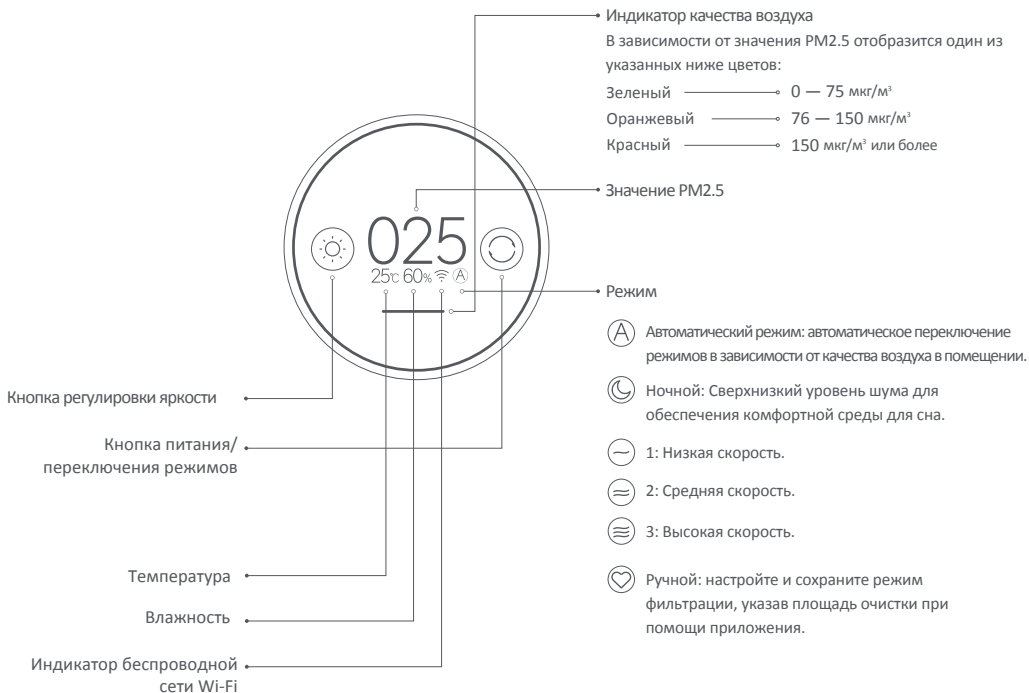 Индикатор качества воздуха
В зависимости от значения PM2.5 отобразится один из
указанных ниже цветов:
Зеленый 0 — 75 мкг/м³
Оранжевый 76 — 150 мкг/м³
Красный 150 мкг/м³ или более
Значение PM2.5
025
25℃ 60% A
Режим
A Автоматический режим: автоматическое переключение
режимов в зависимости от качества воздуха в помещении.
Ночной: Сверхнизкий уровень шума для
обеспечения комфортной среды для сна.
1: Низкая скорость.
2: Средняя скорость.
3: Высокая скорость.
Ручной: настройте и сохраните режим
фильтрации, указав площадь очистки при
помощи приложения.
Кнопка регулировки яркости
Кнопка питания/
переключения режимов
Температура
Влажность
Индикатор беспроводной
сети Wi-Fi